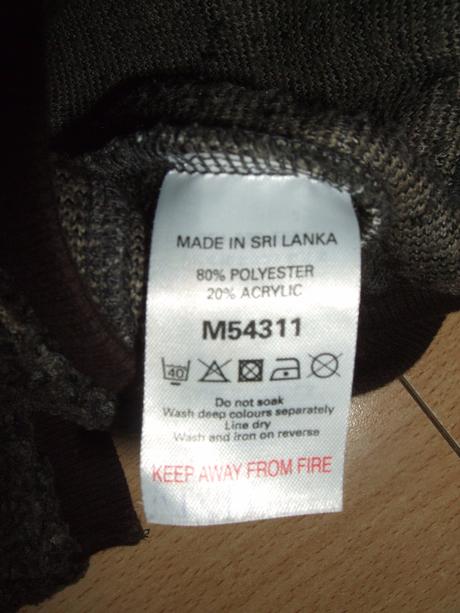 MADE IN SRI LANKA
80% POLYESTER
20% ACRYLIC
M54311
40
Do not soak
Wash deep colours separately
Line dry
Wash and iron on reverse
KEEP AWAY FROM FIRE